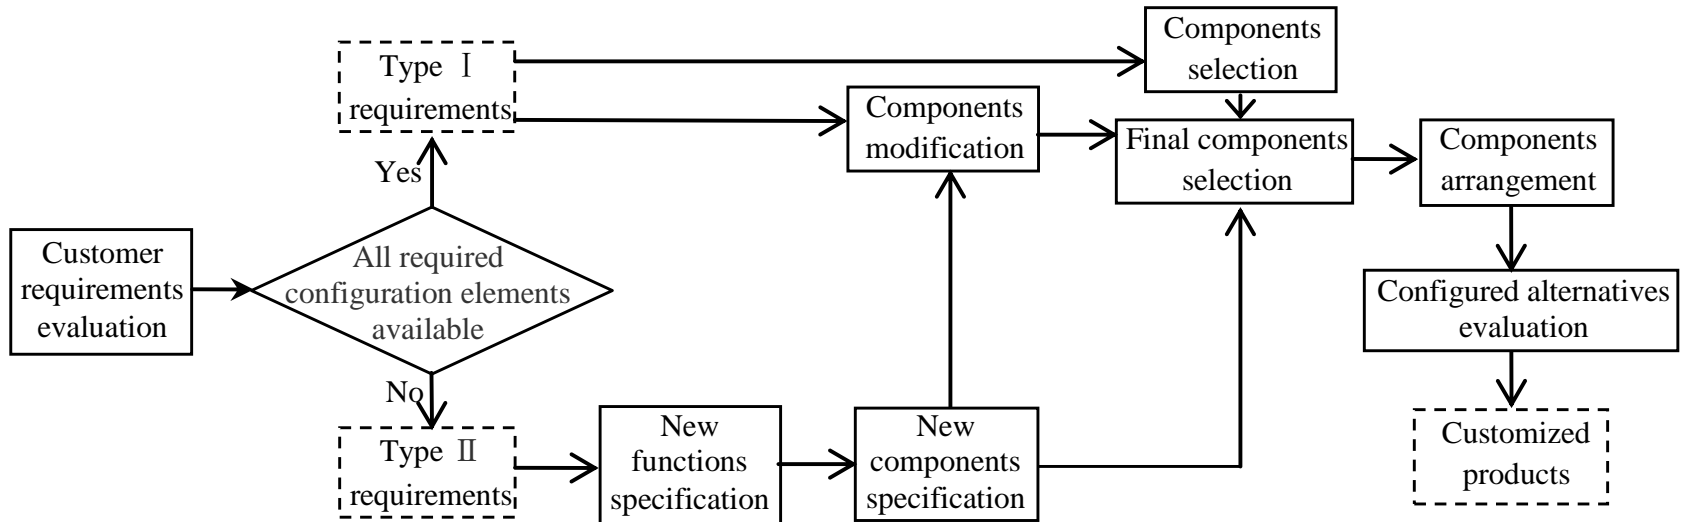 Customer
requirements
evaluation
All required
configuration elements
available
Yes
No
Type Ⅰ
requirements
Type Ⅱ
requirements
New
functions
specification
New
components
specification
Components
modification
Components
selection
Final components
selection
Components
arrangement
Configured alternatives
evaluation
Customized
products